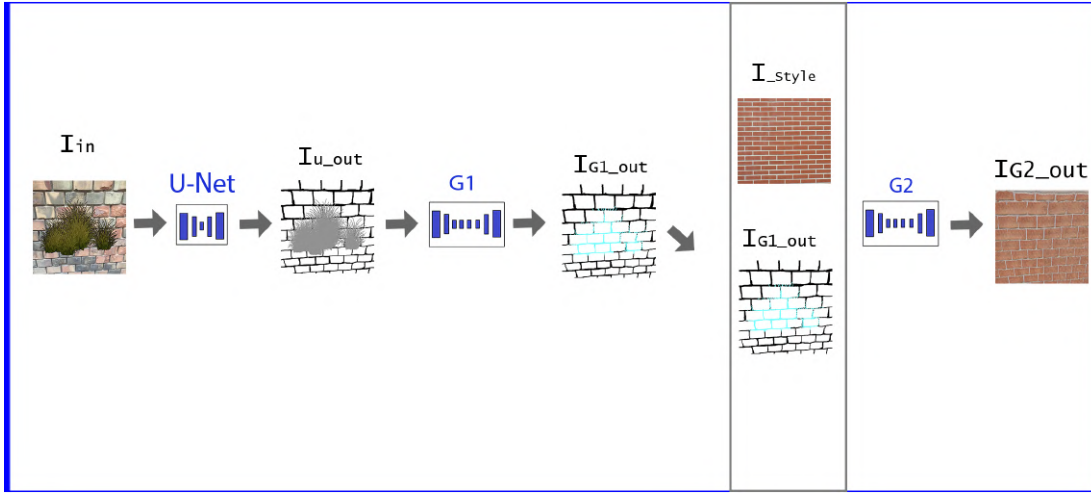 Iin
U-Net
Iu_out
G1
IG1_out
I_Style
IG1_out
G2
IG2_out